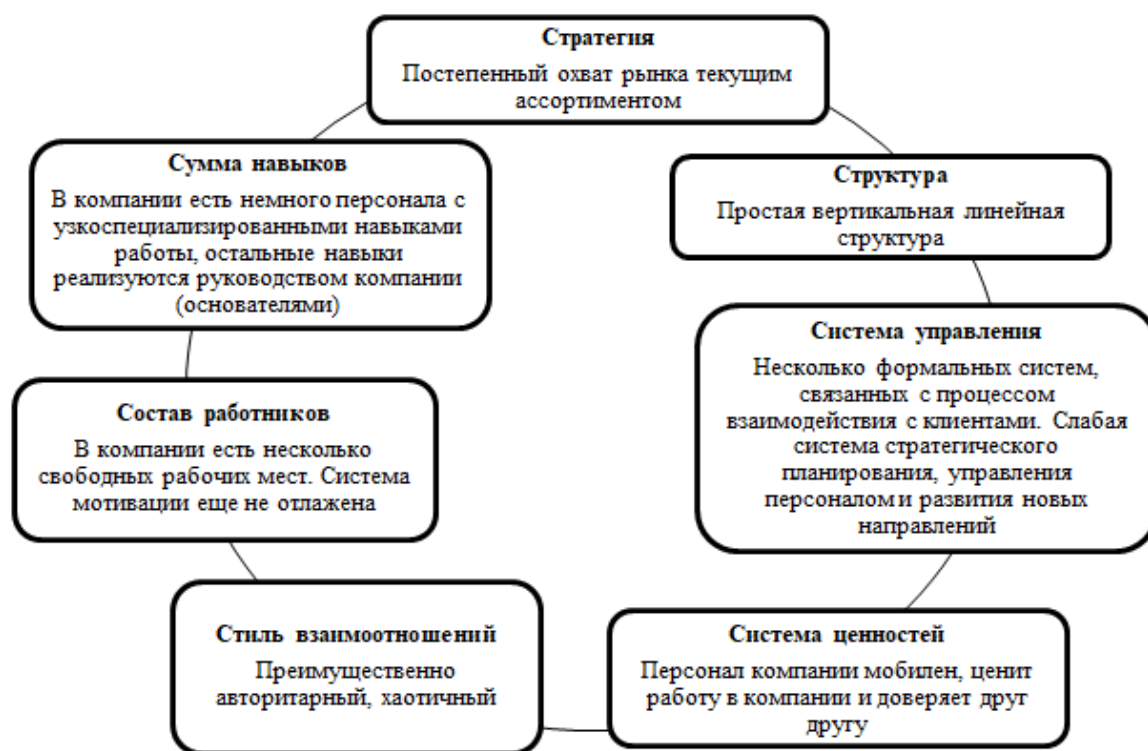 Стратегия
Постепенный охват рынка текущим
ассортиментом
Сумма навыков
В компании есть немного персонала с
узкоспециализированными навыками
работы, остальные навыки
реализуются руководством компании
(основателями)
Структура
Простая вертикальная линейная
структура
Система управления
Несколько формальных систем,
связанных с процессом
взаимодействия с клиентами. Слабая
система стратегического
планирования, управления
персоналом и развития новых
направлений
Состав работников
В компании есть несколько
свободных рабочих мест. Система
мотивации еще не отлажена
Стиль взаимоотношений
Преимущественно
авторитарный, хаотичный
Система ценностей
Персонал компании мобилен, ценит
работу в компании и доверяет друг
другу